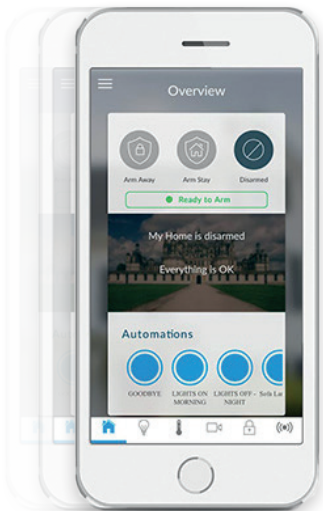 Overview
Arm Away Arm Stay Disarmed
Ready to Arm
My Home is disarmed
Everything is OK
Automations
GOODBYE LIGHTS ON LIGHTS OFF - Sofa
MORNING NIGHT